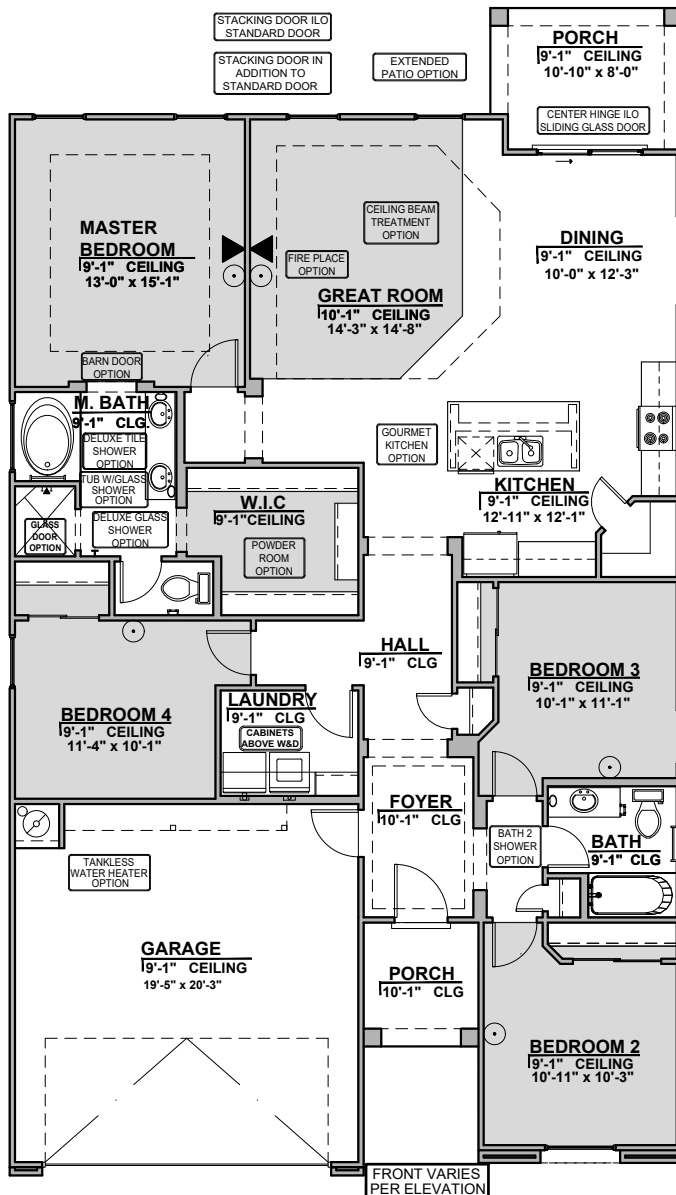 STACKING DOOR ILO
STANDARD DOOR
STACKING DOOR IN
ADDITION TO
STANDARD DOOR
EXTENDED
PATIO OPTION
PORCH
9'-1" CEILING
10'-10" x 8'-0"
CENTER HINGE ILO
SLIDING GLASS DOOR
MASTER
BEDROOM
9'-1" CEILING
13'-0" x 15'-1"
CEILING BEAM
TREATMENT
OPTION
FIRE PLACE
OPTION
GREAT ROOM
10'-1" CEILING
14'-3" x 14'-8"
DINING
9'-1" CEILING
10'-0" x 12'-3"
BARN DOOR
OPTION
M. BATH
9'-1" CLG.
DELUXE TILE
SHOWER
OPTION
TUB W/GLASS
SHOWER
OPTION
DELUXE GLASS
SHOWER
OPTION
GLASS
DOOR
OPTION
GOURMET
KITCHEN
OPTION
KITCHEN
9'-1" CEILING
12'-11" x 12'-1"
W.I.C
9'-1"CEILING
POWDER
ROOM
OPTION
HALL
9'-1" CLG
BEDROOM 3
9'-1" CEILING
10'-1" x 11'-1"
BEDROOM 4
9'-1" CEILING
11'-4" x 10'-1"
LAUNDRY
9'-1" CLG
CABINETS
ABOVE W&D
FOYER
10'-1" CLG
BATH 2
SHOWER
OPTION
BATH
9'-1" CLG
TANKLESS
WATER HEATER
OPTION
GARAGE
9'-1" CEILING
19'-5" x 20'-3"
PORCH
10'-1" CLG
BEDROOM 2
9'-1" CEILING
10'-11" x 10'-3"
FRONT VARIES
PER ELEVATION